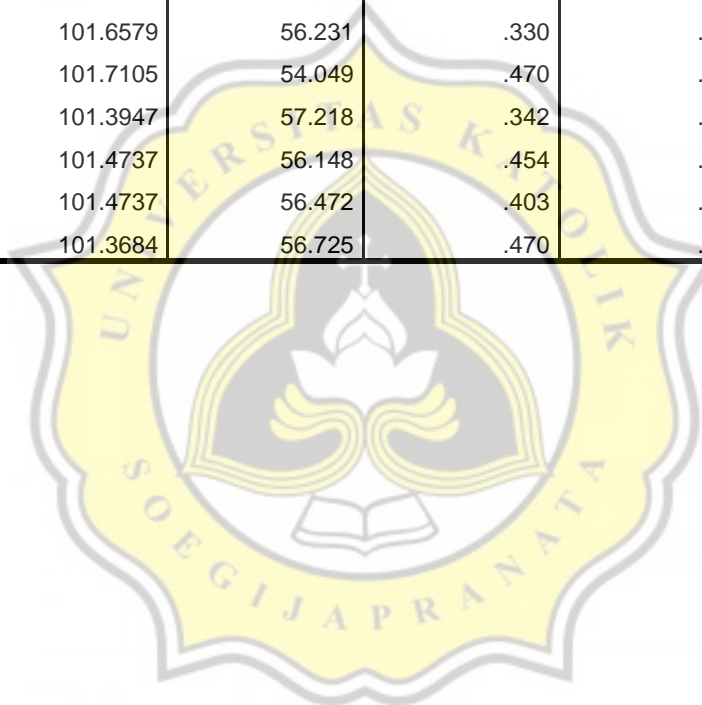 101.6579 56.231 .330 .
101.7105 54.049 .470 .
101.3947 57.218 .342 .
101.4737 56.148 .454 .
101.4737 56.472 .403 .
101.3684 56.725 .470 .
UNIVERSITAS KATOLIK
SOEGIJAPRANATA